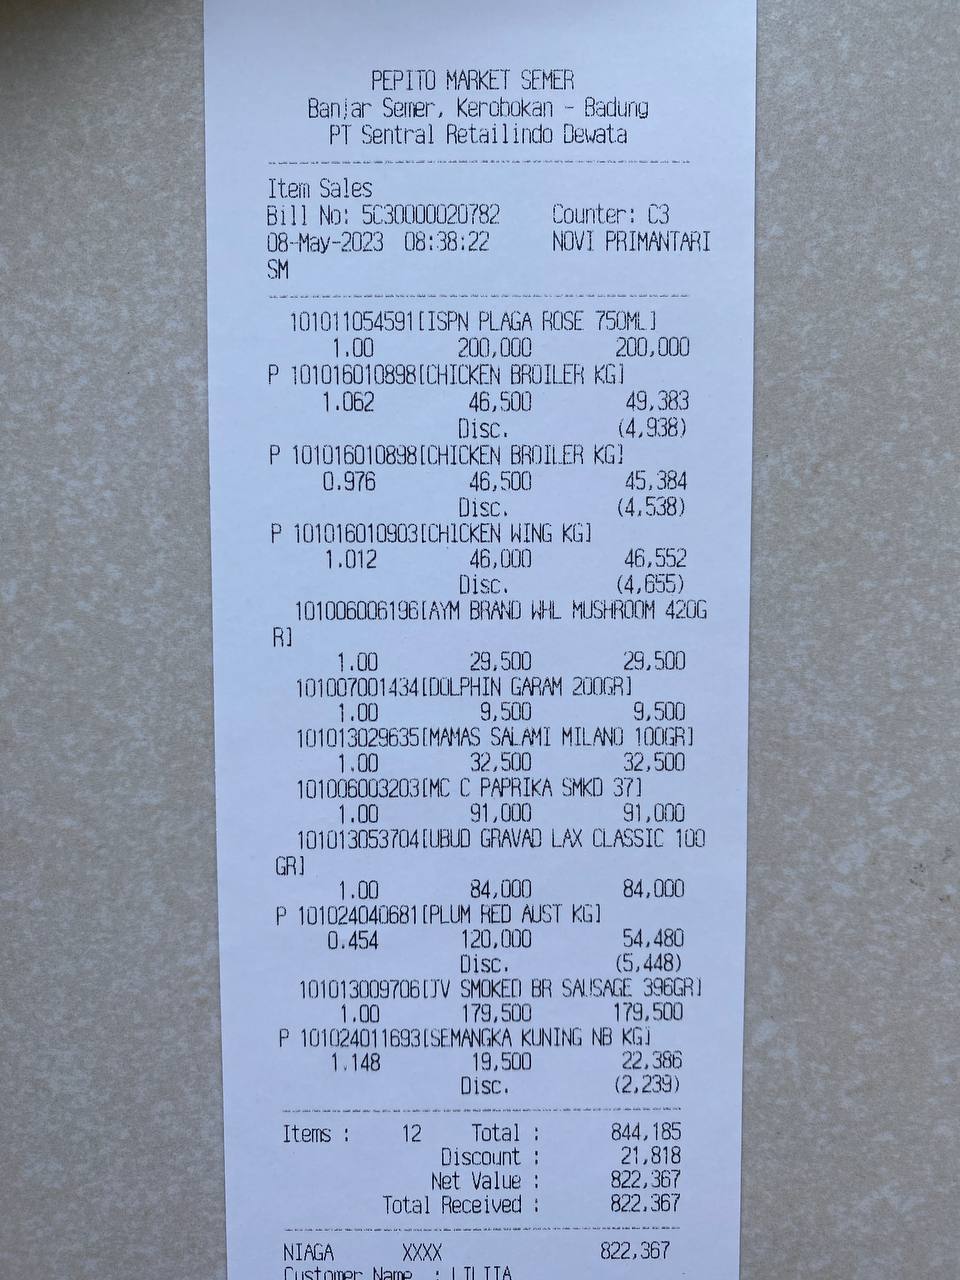 PEPITO MARKET SEMER
Banjar Semer, Kerobokan - Badung
PT Sentral Retailindo Dewata
Item Sales
Bill No: 5C30000020782 Counter: C3
08-May-2023 08:38:22 NOVI PRIMANTARI
SM
101011054591[ISPN PLAGA ROSE 750ML]
1.00 200,000 200,000
P 101016010898[CHICKEN BROILER KG]
1.062 46,500 49,383
Disc. (4,938)
P 101016010898[CHICKEN BROILER KG]
0.976 46,500 45,384
Disc. (4,538)
P 101016010903[CHICKEN WING KG]
1.012 46,000 46,552
Disc. (4,655)
101006006196[AYM BRAND WHL MUSHROOM 420G
R]
1.00 29,500 29,500
101007001434[DOLPHIN GARAM 200GR]
1.00 9,500 9,500
101013029635[MAMAS SALAMI MILANO 100GR]
1.00 32,500 32,500
101006003203[MC C PAPRIKA SMKD 37]
1.00 91,000 91,000
101013053704[UBUD GRAVAD LAX CLASSIC 100
GR]
1.00 84,000 84,000
P 101024040681[PLUM RED AUST KG]
0.454 120,000 54,480
Disc. (5,448)
101013009706[JV SMOKED BR SAUSAGE 396GR]
1.00 179,500 179,500
P 101024011693[SEMANGKA KUNING NB KG]
1.148 19,500 22,386
Disc. (2,239)
Items : 12 Total : 844,185
Discount : 21,818
Net Value : 822,367
Total Received : 822,367
NIAGA XXXX 822,367
Customer Name : LILIIA